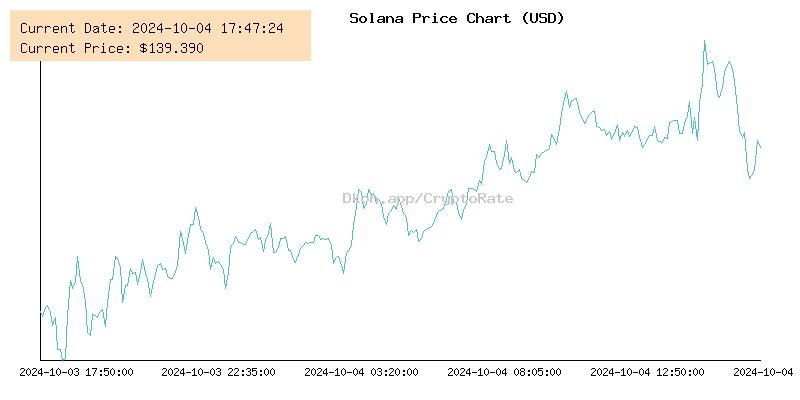 Solana Price Chart (USD)
Current Date: 2024-10-04 17:47:24
Current Price: $139.390
Dkoh.app/CryptoRate
2024-10-03 17:50:00 2024-10-03 22:35:00 2024-10-04 03:20:00 2024-10-04 08:05:00 2024-10-04 12:50:00 2024-10-04